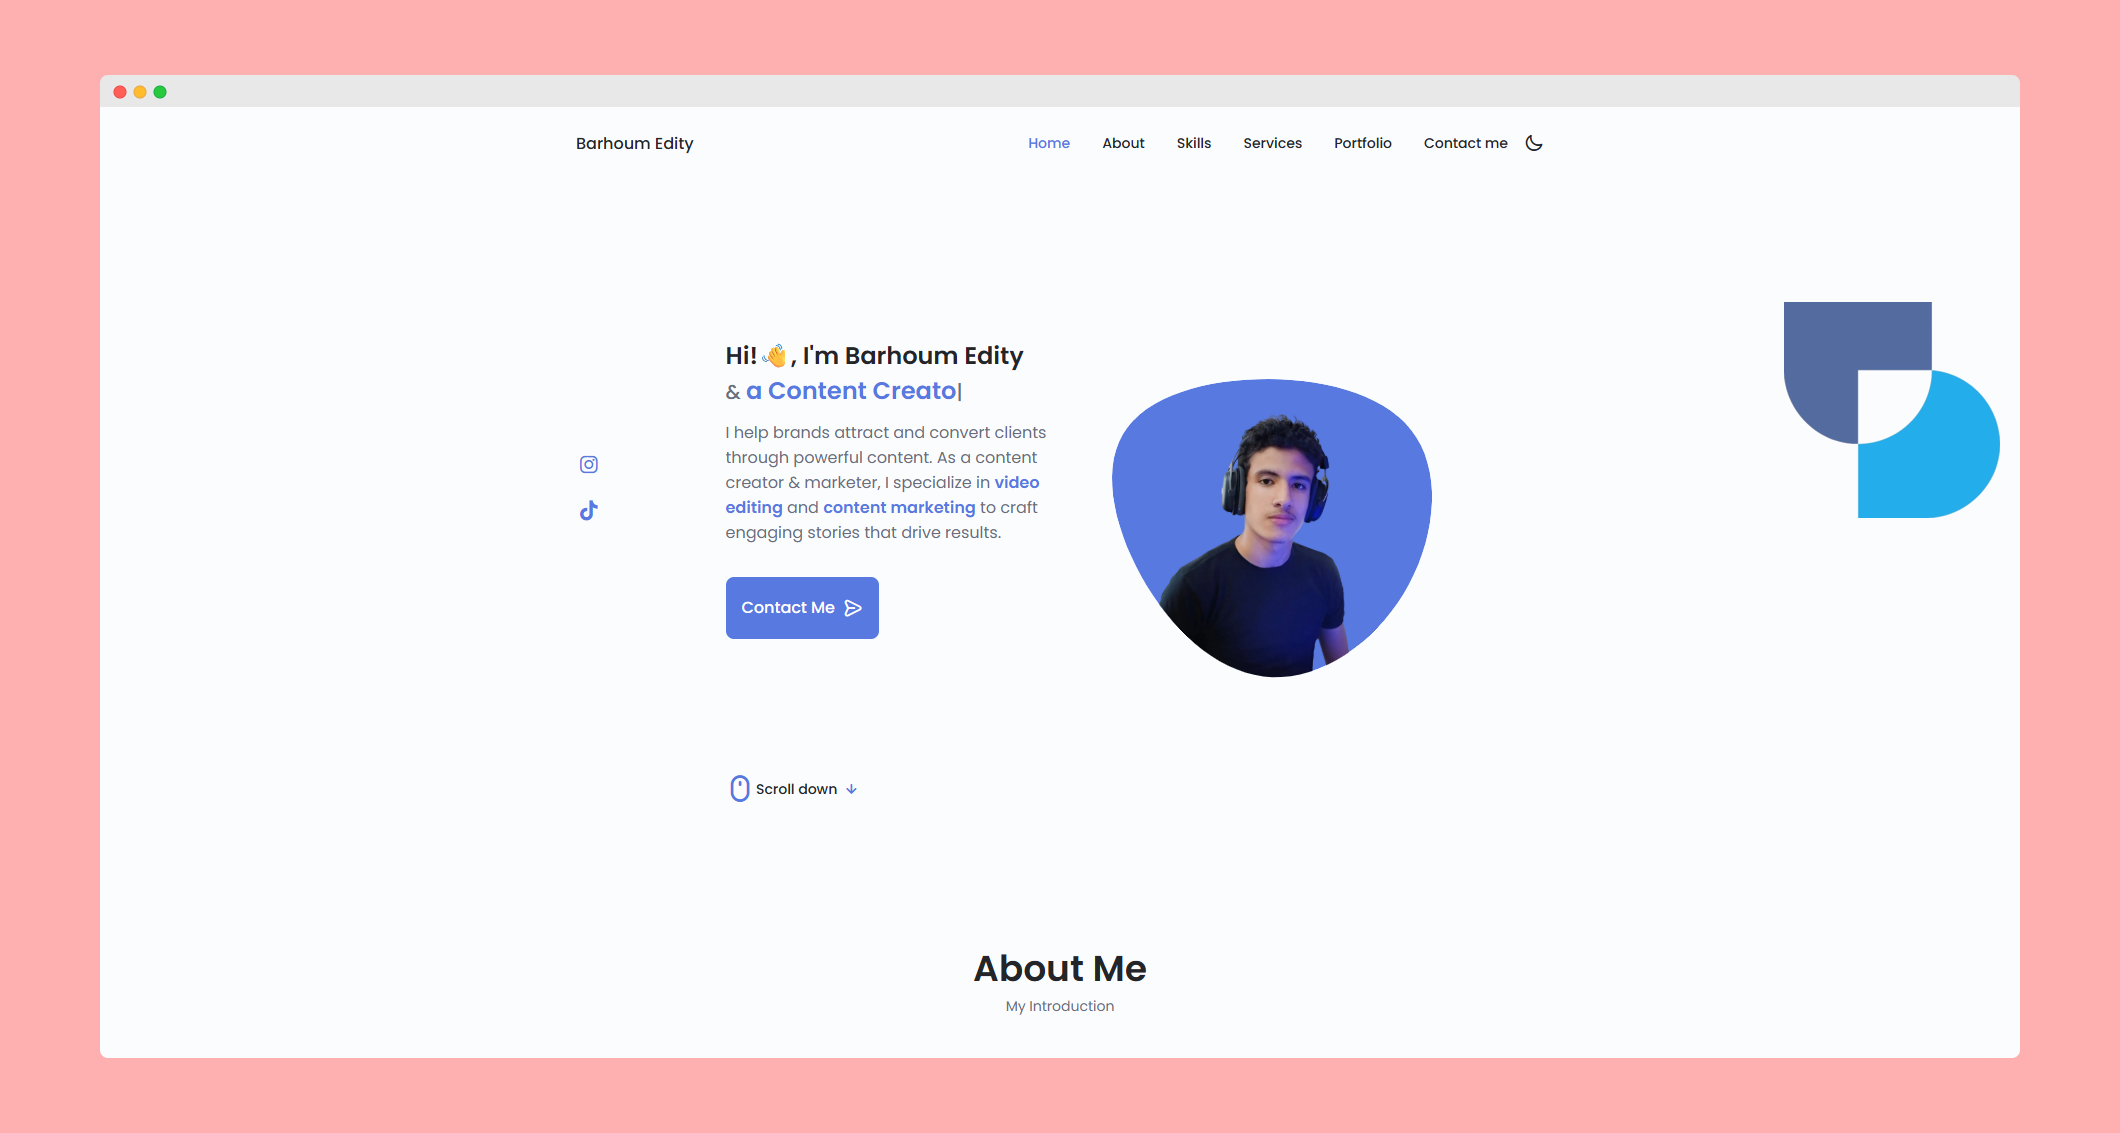 Barhoum Edity
Home About Skills Services Portfolio Contact me
Hi! 👋, I'm Barhoum Edity
& a Content Creato|
I help brands attract and convert clients
through powerful content. As a content
creator & marketer, I specialize in video
editing and content marketing to craft
engaging stories that drive results.
Contact Me
Scroll down
About Me
My Introduction